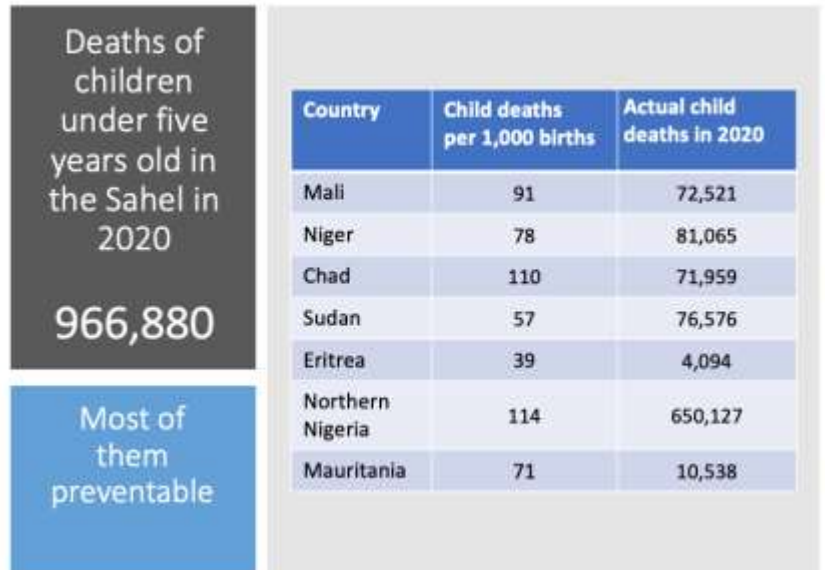 Deaths of
children
under five
years old in
the Sahel in
2020
966,880
Most of
them
preventable
Country Child deaths per 1,000 births Actual child deaths in 2020
Mali 91 72,521
Niger 78 81,065
Chad 110 71,959
Sudan 57 76,576
Eritrea 39 4,094
Northern Nigeria 114 650,127
Mauritania 71 10,538